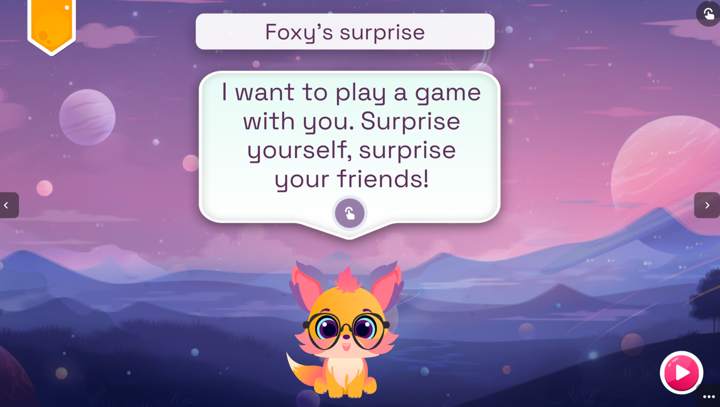 Foxy's surprise
I want to play a game
with you. Surprise
yourself, surprise
your friends!